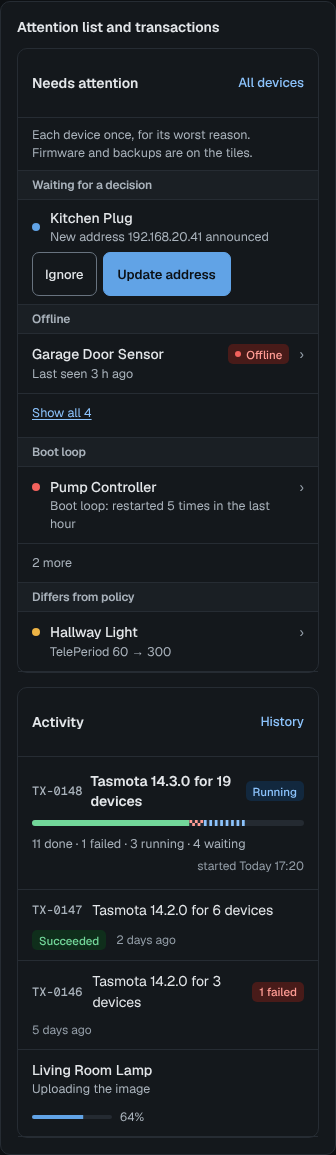 Attention list and transactions
Needs attention
All devices
Each device once, for its worst reason.
Firmware and backups are on the tiles.
Waiting for a decision
Kitchen Plug
New address 192.168.20.41 announced
Ignore
Update address
Offline
Garage Door Sensor
Offline
Last seen 3 h ago
Show all 4
Boot loop
Pump Controller
Boot loop: restarted 5 times in the last
hour
2 more
Differs from policy
Hallway Light
TelePeriod 60 → 300
Activity
History
TX-0148
Tasmota 14.3.0 for 19
devices
Running
11 done · 1 failed · 3 running · 4 waiting
started Today 17:20
TX-0147
Tasmota 14.2.0 for 6 devices
Succeeded
2 days ago
TX-0146
Tasmota 14.2.0 for 3
devices
1 failed
5 days ago
Living Room Lamp
Uploading the image
64%